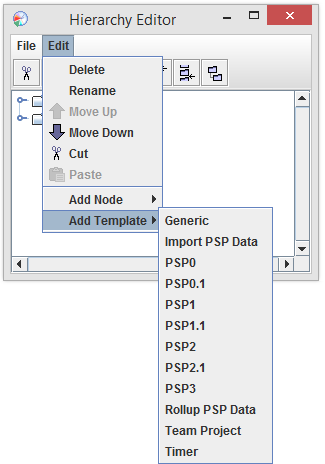 Hierarchy Editor
File Edit
Delete
Rename
Move Up
Move Down
Cut
Paste
Add Node
Add Template
Generic
Import PSP Data
PSP0
PSP0.1
PSP1
PSP1.1
PSP2
PSP2.1
PSP3
Rollup PSP Data
Team Project
Timer